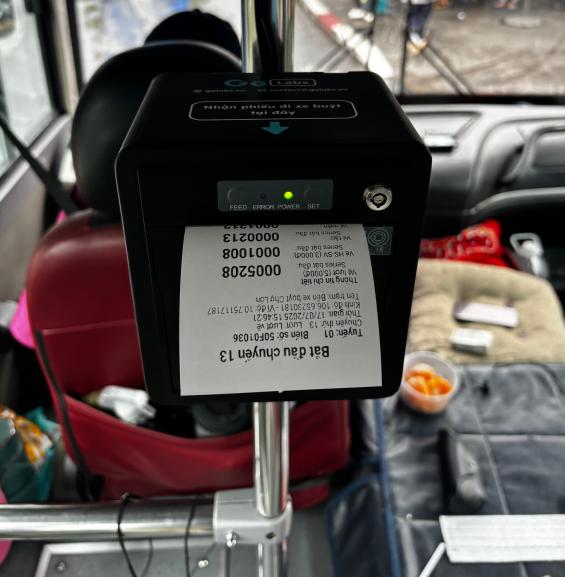 Go Labs
Nhận phiếu đi xe buýt
tại đây
FEED ERROR POWER SET
Bắt đầu chuyến 13
Tuyến: 01 Biển số: 50F01036
Chuyến thứ 13 Lượt: Lượt về
Thời gian: 17/07/2025 15:46:21
Kinh độ: 106.6523018 - Vĩ độ: 10.75117187
Tên trạm: Bến xe buýt Chợ Lớn
Thông tin chi tiết
Vé lượt (5,000đ)
Series bắt đầu: 0005208
Vé HS-SV (3.000đ)
Series bắt đầu: 0001008
Vé tập
Series bắt đầu: 0000213